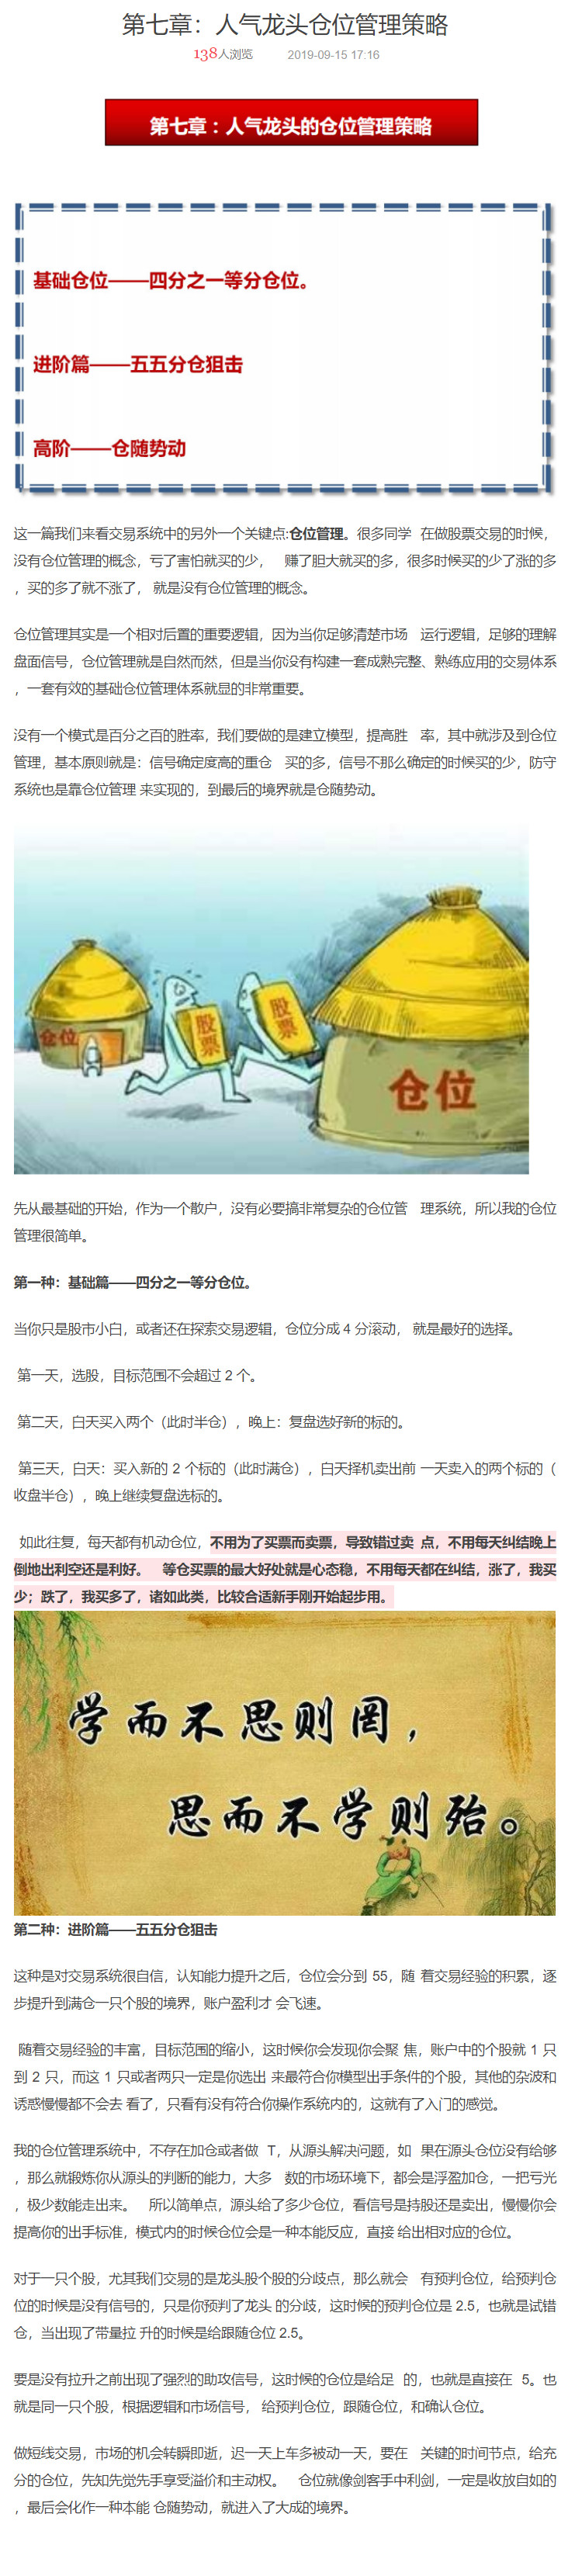 第七章：人气龙头仓位管理策略
138人浏览 2019-09-15 17:16
第七章：人气龙头的仓位管理策略
基础仓位——四分之一等分仓位。
进阶篇——五五分仓狙击
高阶——仓随势动
这一篇我们来看交易系统中的另外一个关键点:仓位管理。很多同学 在做股票交易的时候，
没有仓位管理的概念，亏了害怕就买的少， 赚了胆大就买的多，很多时候买的少了涨的多
，买的多了就不涨了， 就是没有仓位管理的概念。
仓位管理其实是一个相对后置的重要逻辑，因为当你足够清楚市场 运行逻辑，足够的理解
盘面信号，仓位管理就是自然而然，但是当你没有构建一套成熟完整、熟练应用的交易体系
，一套有效的基础仓位管理体系就显的非常重要。
没有一个模式是百分之百的胜率，我们要做的是建立模型，提高胜 率，其中就涉及到仓位
管理，基本原则就是：信号确定度高的重仓 买的多，信号不那么确定的时候买的少，防守
系统也是靠仓位管理 来实现的，到最后的境界就是仓随势动。
仓位
股票
股票
仓位
先从最基础的开始，作为一个散户，没有必要搞非常复杂的仓位管 理系统，所以我的仓位
管理很简单。
第一种：基础篇——四分之一等分仓位。
当你只是股市小白，或者还在探索交易逻辑，仓位分成 4 分滚动， 就是最好的选择。
第一天，选股，目标范围不会超过 2 个。
第二天，白天买入两个（此时半仓），晚上：复盘选好新的标的。
第三天，白天：买入新的 2 个标的（此时满仓），白天择机卖出前 一天卖入的两个标的（
收盘半仓），晚上继续复盘选标的。
如此往复，每天都有机动仓位，不用为了买票而卖票，导致错过卖 点，不用每天纠结晚上
倒地出利空还是利好。 等仓买票的最大好处就是心态稳，不用每天都在纠结，涨了，我买
少；跌了，我买多了，诸如此类，比较合适新手刚开始起步用。
学而不思则罔，
思而不学则殆。
第二种：进阶篇——五五分仓狙击
这种是对交易系统很自信，认知能力提升之后，仓位会分到 55，随 着交易经验的积累，逐
步提升到满仓一只个股的境界，账户盈利才 会飞速。
随着交易经验的丰富，目标范围的缩小，这时候你会发现你会聚 焦，账户中的个股就 1 只
到 2 只，而这 1 只或者两只一定是你选出 来最符合你模型出手条件的个股，其他的杂波和
诱惑慢慢都不会去 看了，只看有没有符合你操作系统内的，这就有了入门的感觉。
我的仓位管理系统中，不存在加仓或者做 T，从源头解决问题，如 果在源头仓位没有给够
，那么就锻炼你从源头的判断的能力，大多 数的市场环境下，都会是浮盈加仓，一把亏光
，极少数能走出来。 所以简单点，源头给了多少仓位，看信号是持股还是卖出，慢慢你会
提高你的出手标准，模式内的时候仓位会是一种本能反应，直接 给出相对应的仓位。
对于一只个股，尤其我们交易的是龙头股个股的分歧点，那么就会 有预判仓位，给预判仓
位的时候是没有信号的，只是你预判了龙头 的分歧，这时候的预判仓位是 2.5，也就是试错
仓，当出现了带量拉 升的时候是给跟随仓位 2.5。
要是没有拉升之前出现了强烈的助攻信号，这时候的仓位是给足 的，也就是直接在 5。也
就是同一只个股，根据逻辑和市场信号， 给预判仓位，跟随仓位，和确认仓位。
做短线交易，市场的机会转瞬即逝，迟一天上车多被动一天，要在 关键的时间节点，给充
分的仓位，先知先觉先手享受溢价和主动权。 仓位就像剑客手中利剑，一定是收放自如的
，最后会化作一种本能 仓随势动，就进入了大成的境界。